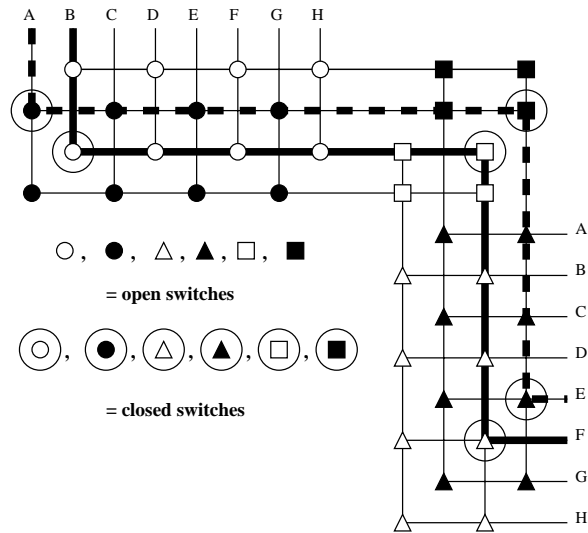 A B C D E F G H
A
B
C
, , , , ,
D
= open switches
, , , , ,
E
F
= closed switches
G
H